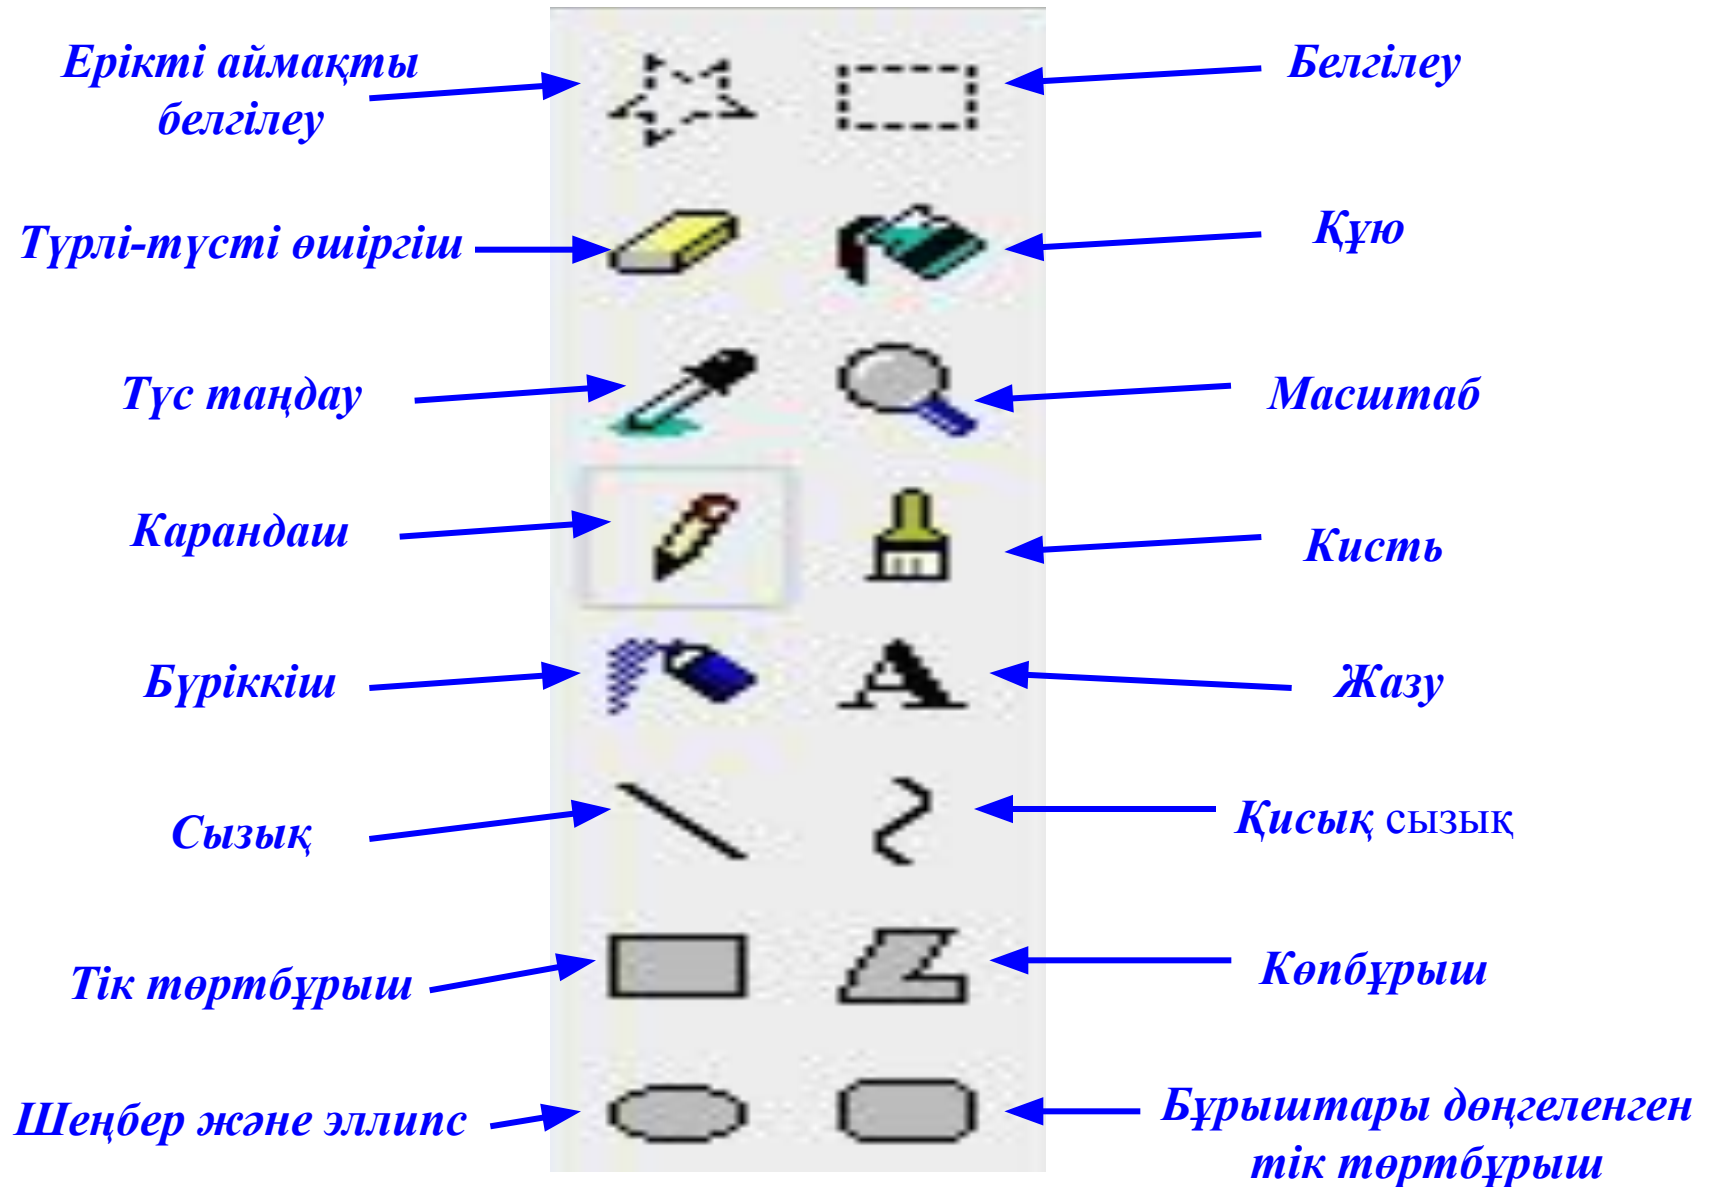 Ерікті аймақты
белгілеу
Белгілеу
Түрлі-түсті өшіргіш
Құю
Түс таңдау
Масштаб
Карандаш
Кисть
Бүріккіш
Жазу
Сызық
Қисық сызық
Тік төртбұрыш
Көпбұрыш
Шеңбер және эллипс
Бұрыштары дөңгеленген
тік төртбұрыш